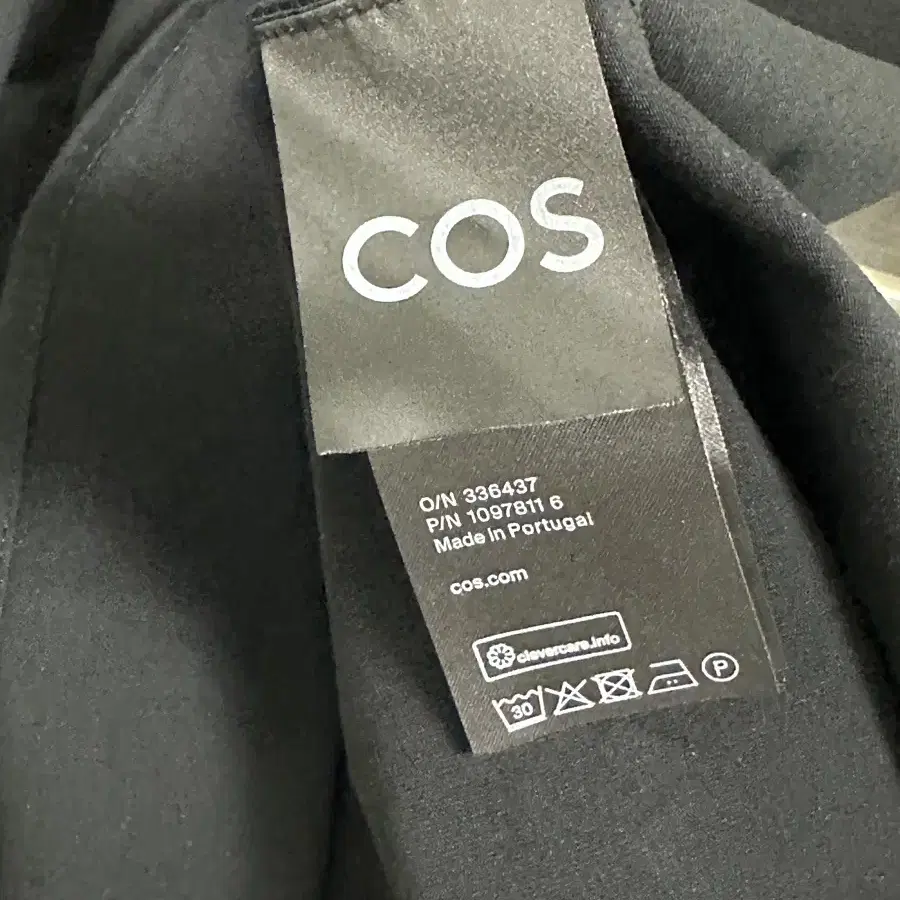 COS
O/N 336437
P/N 1097811 6
Made in Portugal
cos.com
clevercare.info
30 P